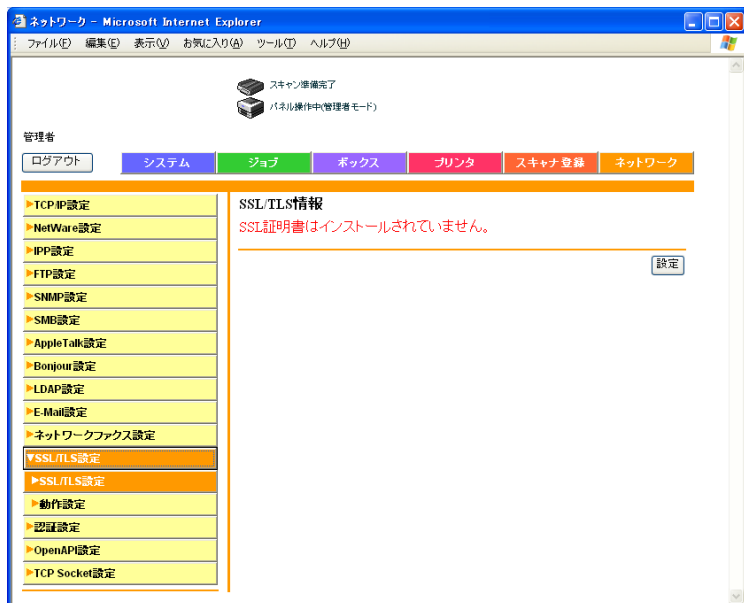 ネットワーク - Microsoft Internet Explorer
ファイル(F) 編集(E) 表示(V) お気に入り(A) ツール(T) ヘルプ(H)
スキャン準備完了
パネル操作中(管理者モード)
管理者
ログアウト システム ジョブ ボックス プリンタ スキャナ登録 ネットワーク
TCP/IP設定
NetWare設定
IPP設定
FTP設定
SNMP設定
SMB設定
AppleTalk設定
Bonjour設定
LDAP設定
E-Mail設定
ネットワークファクス設定
SSL/TLS設定
SSL/TLS設定
動作設定
認証設定
OpenAPI設定
TCP Socket設定
SSL/TLS情報
SSL証明書はインストールされていません。
設定